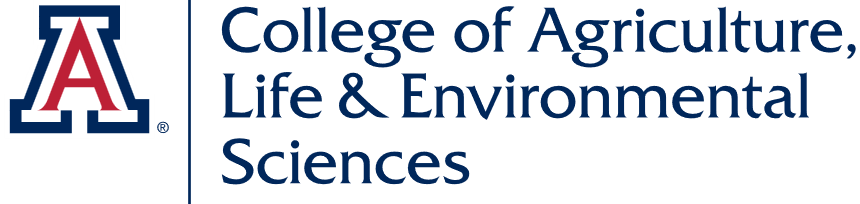 A®
College of Agriculture,
Life & Environmental
Sciences